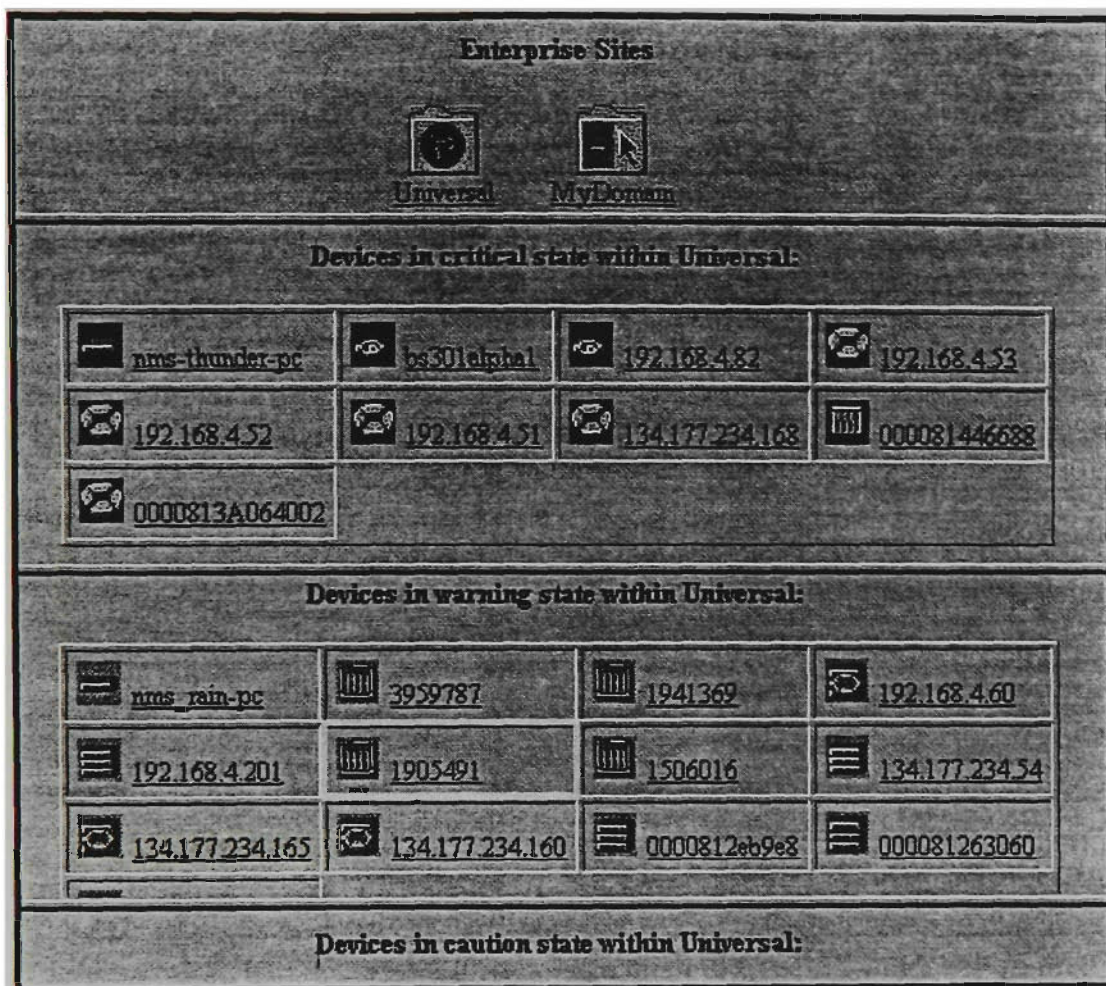 Enterprise Sites
Universal MyDomain
Devices in critical state within Universal:
nms-thunder-pc bs301alpha1 192.168.4.82 192.168.4.53
192.168.4.52 192.168.4.51 134.177.234.168 000081446688
0000813A064002
Devices in warning state within Universal:
nms_rain-pc 3959787 1941369 192.168.4.60
192.168.4.201 1905491 1506016 134.177.234.54
134.177.234.165 134.177.234.160 0000812eb9e8 000081263060
Devices in caution state within Universal: